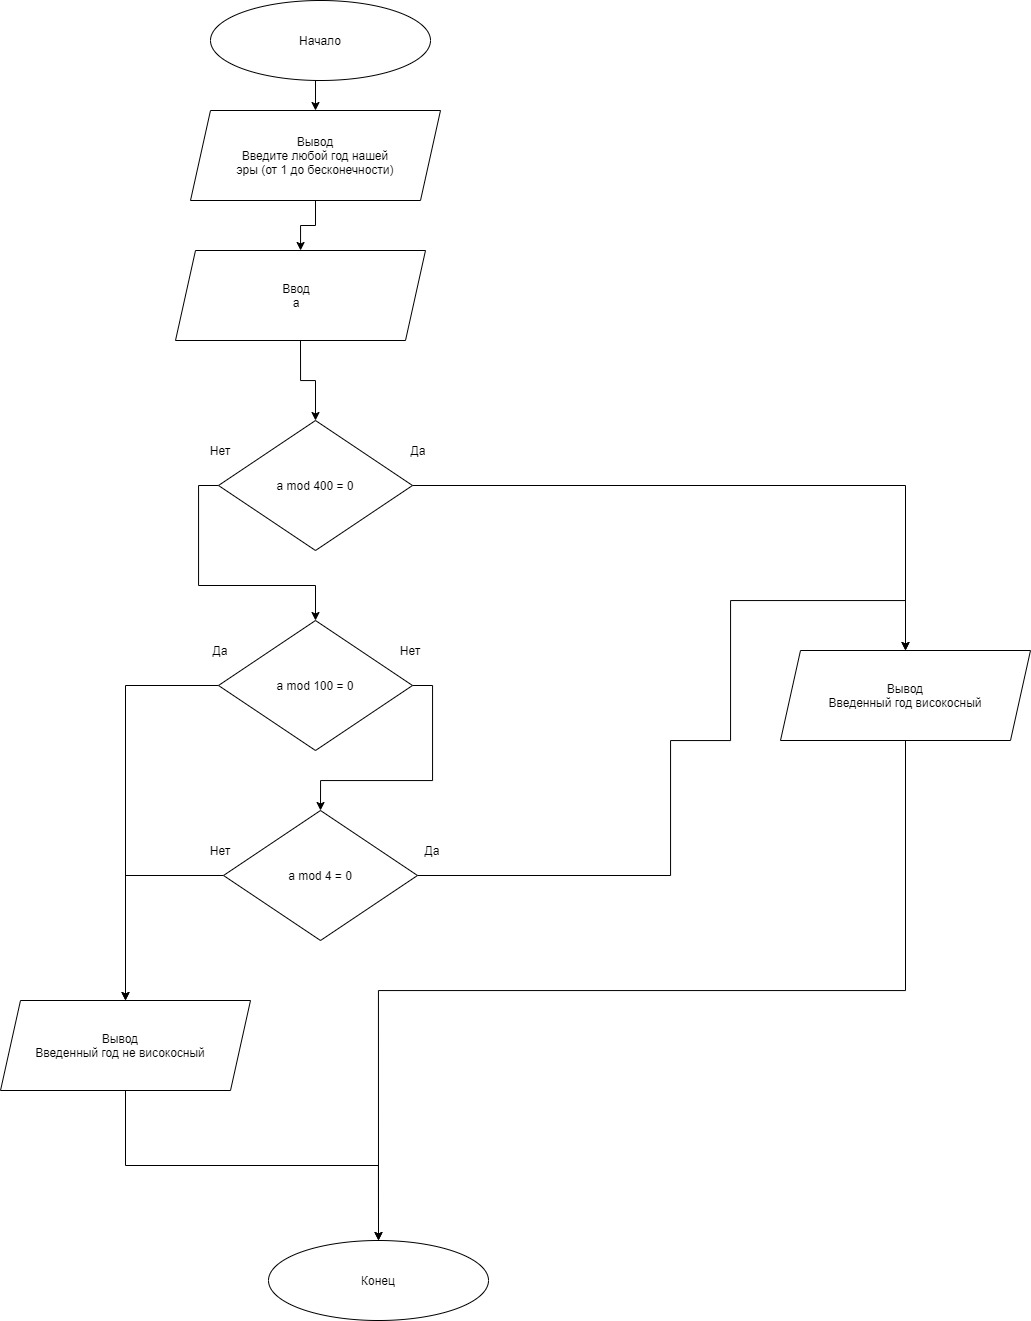 Начало
Вывод
Введите любой год нашей
эры (от 1 до бесконечности)
Ввод
a
Нет
Да
a mod 400 = 0
Да
Нет
a mod 100 = 0
Вывод
Введенный год високосный
Нет
Да
a mod 4 = 0
Вывод
Введенный год не високосный
Конец